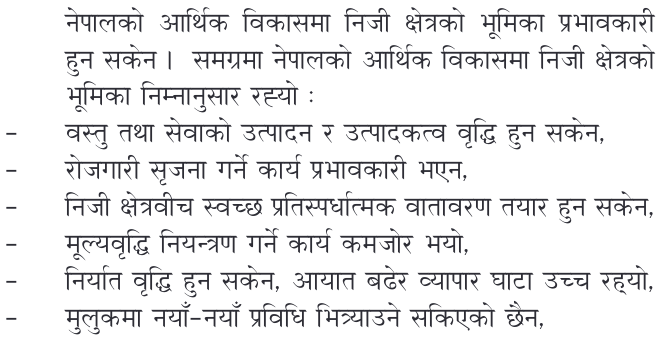 नेपालको आर्थिक विकासमा निजी क्षेत्रको भूमिका प्रभावकारी
हुन सकेन । समग्रमा नेपालको आर्थिक विकासमा निजी क्षेत्रको
भूमिका निम्नानुसार रह्यो :
- वस्तु तथा सेवाको उत्पादन र उत्पादकत्व वृद्धि हुन सकेन,
- रोजगारी सृजना गर्ने कार्य प्रभावकारी भएन,
- निजी क्षेत्रवीच स्वच्छ प्रतिस्पर्धात्मक वातावरण तयार हुन सकेन,
- मूल्यवृद्धि नियन्त्रण गर्ने कार्य कमजोर भयो,
- निर्यात वृद्धि हुन सकेन, आयात बढेर व्यापार घाटा उच्च रह्यो,
- मुलुकमा नयाँ-नयाँ प्रविधि भित्र्याउने सकिएको छैन,